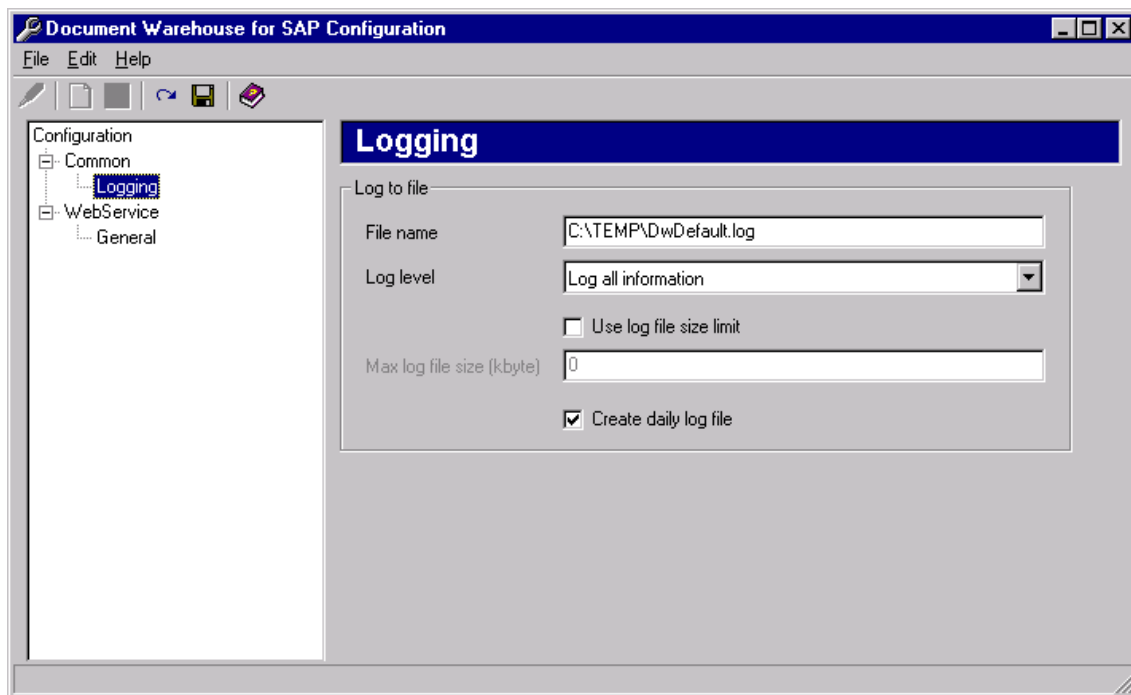 Document Warehouse for SAP Configuration
File Edit Help
Configuration
Common
Logging
WebService
General
Logging
Log to file
File name
C:\TEMP\DwDefault.log
Log level
Log all information
Use log file size limit
Max log file size (kbyte)
0
Create daily log file